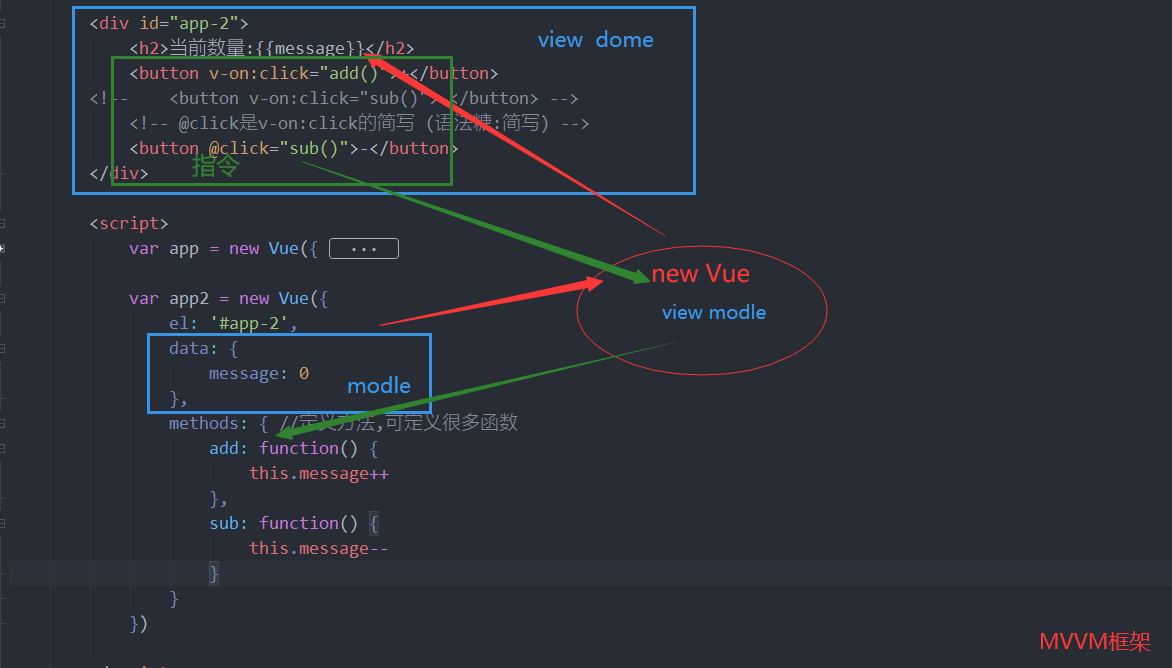 <div id="app-2">
view dome
<h2>当前数量:{{message}}</h2>
<button v-on:click="add()">+</button>
<!-- <button v-on:click="sub()">-</button> -->
<!-- @click是v-on:click的简写 (语法糖:简写) -->
<button @click="sub()">-</button>
指令
</div>
<script>
var app = new Vue({ ...
new Vue
var app2 = new Vue({
view modle
el: '#app-2',
data: {
message: 0
modle
},
methods: { //定义方法,可定义很多函数
add: function() {
this.message++
},
sub: function() {
this.message--
}
}
})
MVVM框架